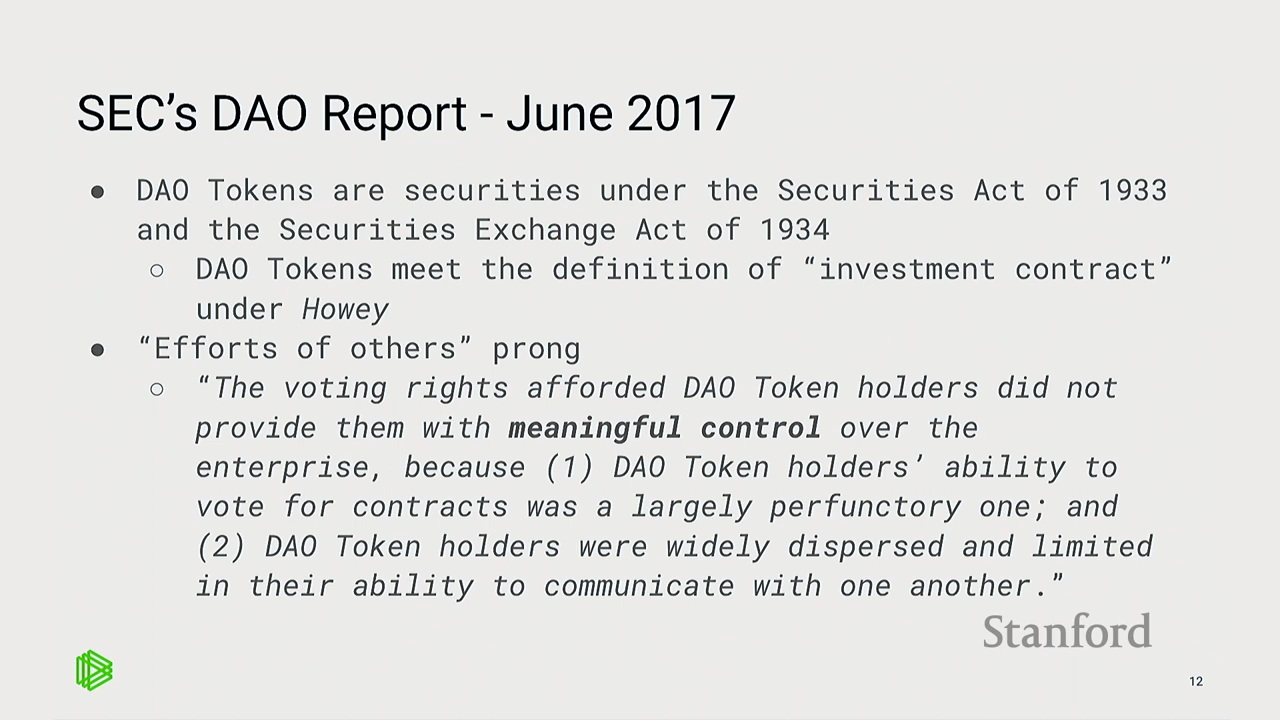 SEC’s DAO Report - June 2017
● DAO Tokens are securities under the Securities Act of 1933
and the Securities Exchange Act of 1934
○ DAO Tokens meet the definition of “investment contract”
under Howey
● “Efforts of others” prong
○ “The voting rights afforded DAO Token holders did not
provide them with meaningful control over the
enterprise, because (1) DAO Token holders’ ability to
vote for contracts was a largely perfunctory one; and
(2) DAO Token holders were widely dispersed and limited
in their ability to communicate with one another.”
Stanford
12